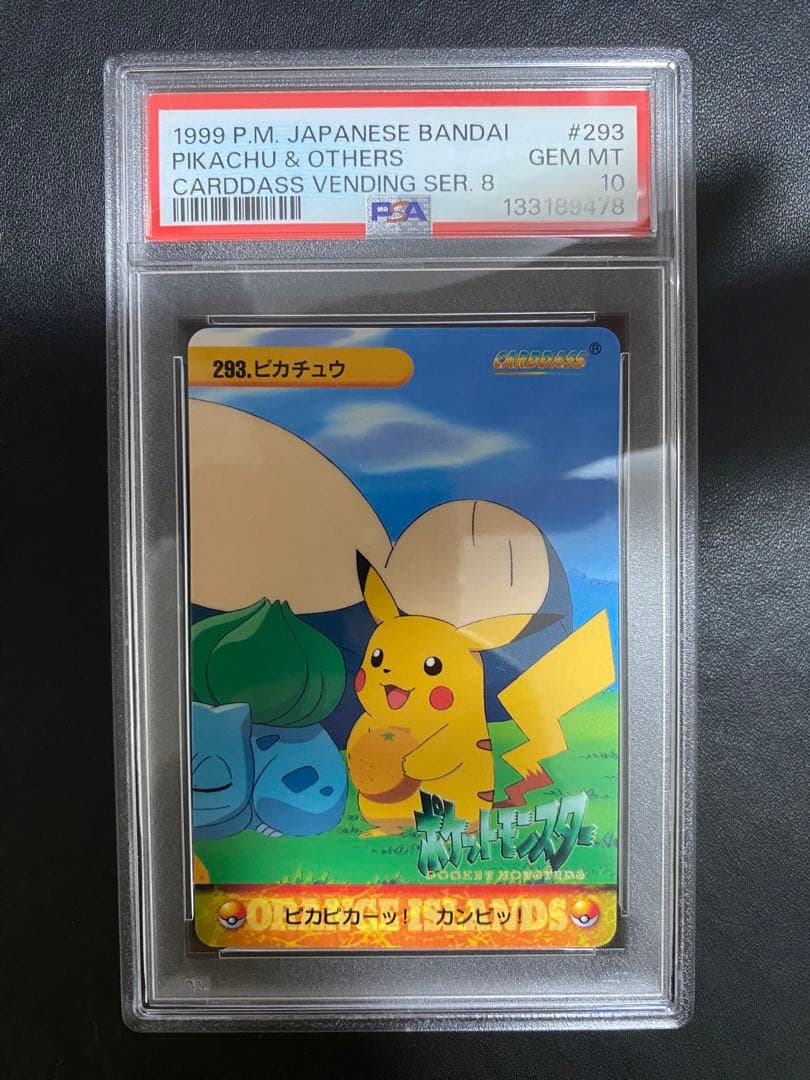 1999 P.M. JAPANESE BANDAI #293
PIKACHU & OTHERS GEM MT
CARDDASS VENDING SER. 8 10
PSA 133189478
293.ピカチュウ
CARDDASS®
ポケットモンスター
POCKET MONSTERS
ORANGE ISLANDS
ピカピカーッ! カンピッ!